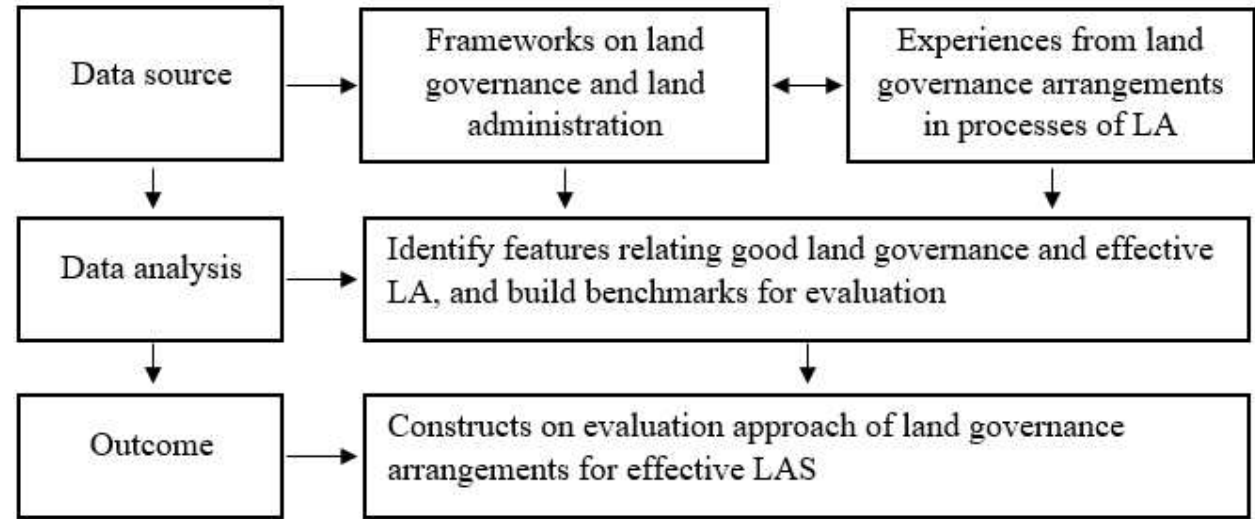 Data source
Frameworks on land
governance and land
administration
Experiences from land
governance arrangements
in processes of LA
Data analysis
Identify features relating good land governance and effective
LA, and build benchmarks for evaluation
Outcome
Constructs on evaluation approach of land governance
arrangements for effective LAS